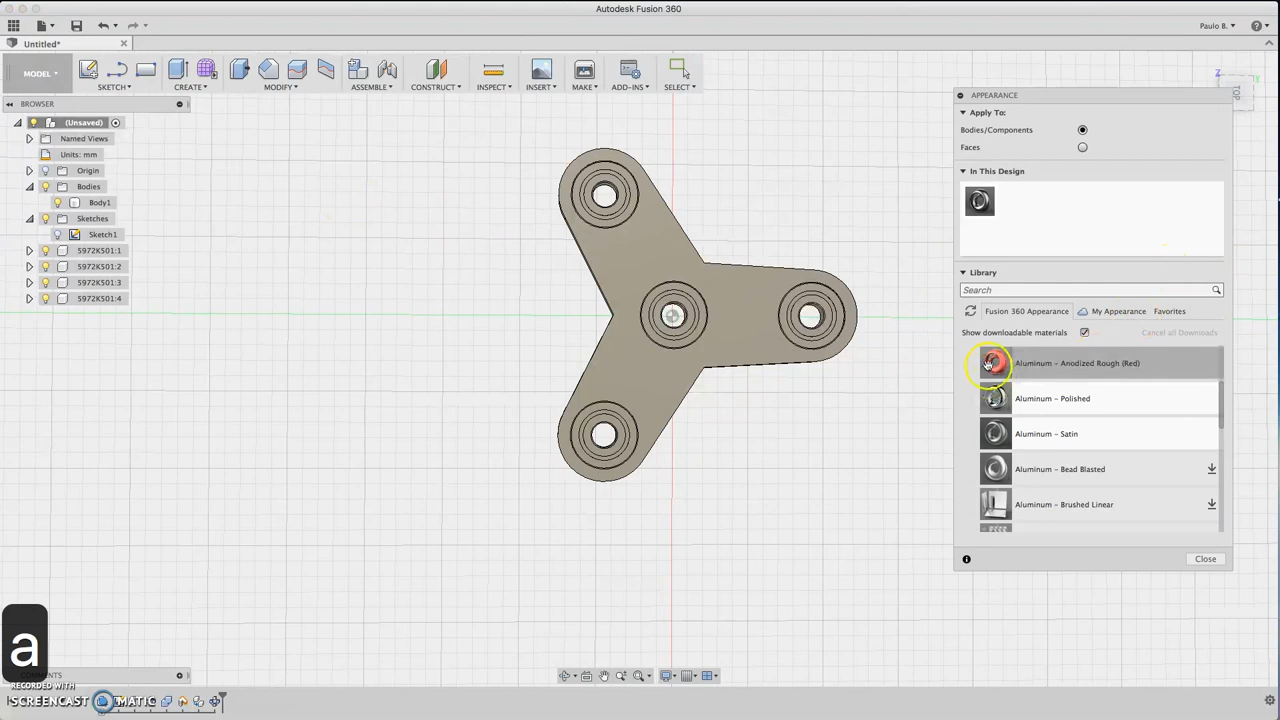 Autodesk Fusion 360
Paulo B.
Untitled*
MODEL
SKETCH
CREATE
MODIFY
ASSEMBLE
CONSTRUCT
INSPECT
INSERT
MAKE
ADD-INS
SELECT
BROWSER
(Unsaved)
Named Views
Units: mm
Origin
Bodies
Body1
Sketches
Sketch1
5972K501:1
5972K501:2
5972K501:3
5972K501:4
Z
TOP
APPEARANCE
Apply To:
Bodies/Components
Faces
In This Design
Library
Search
Fusion 360 Appearance
My Appearance
Favorites
Show downloadable materials
Cancel all Downloads
Aluminum - Anodized Rough (Red)
Aluminum - Polished
Aluminum - Satin
Aluminum - Bead Blasted
Aluminum - Brushed Linear
Close
a
COMMENTS
RECORDED WITH
SCREENCAST MATIC